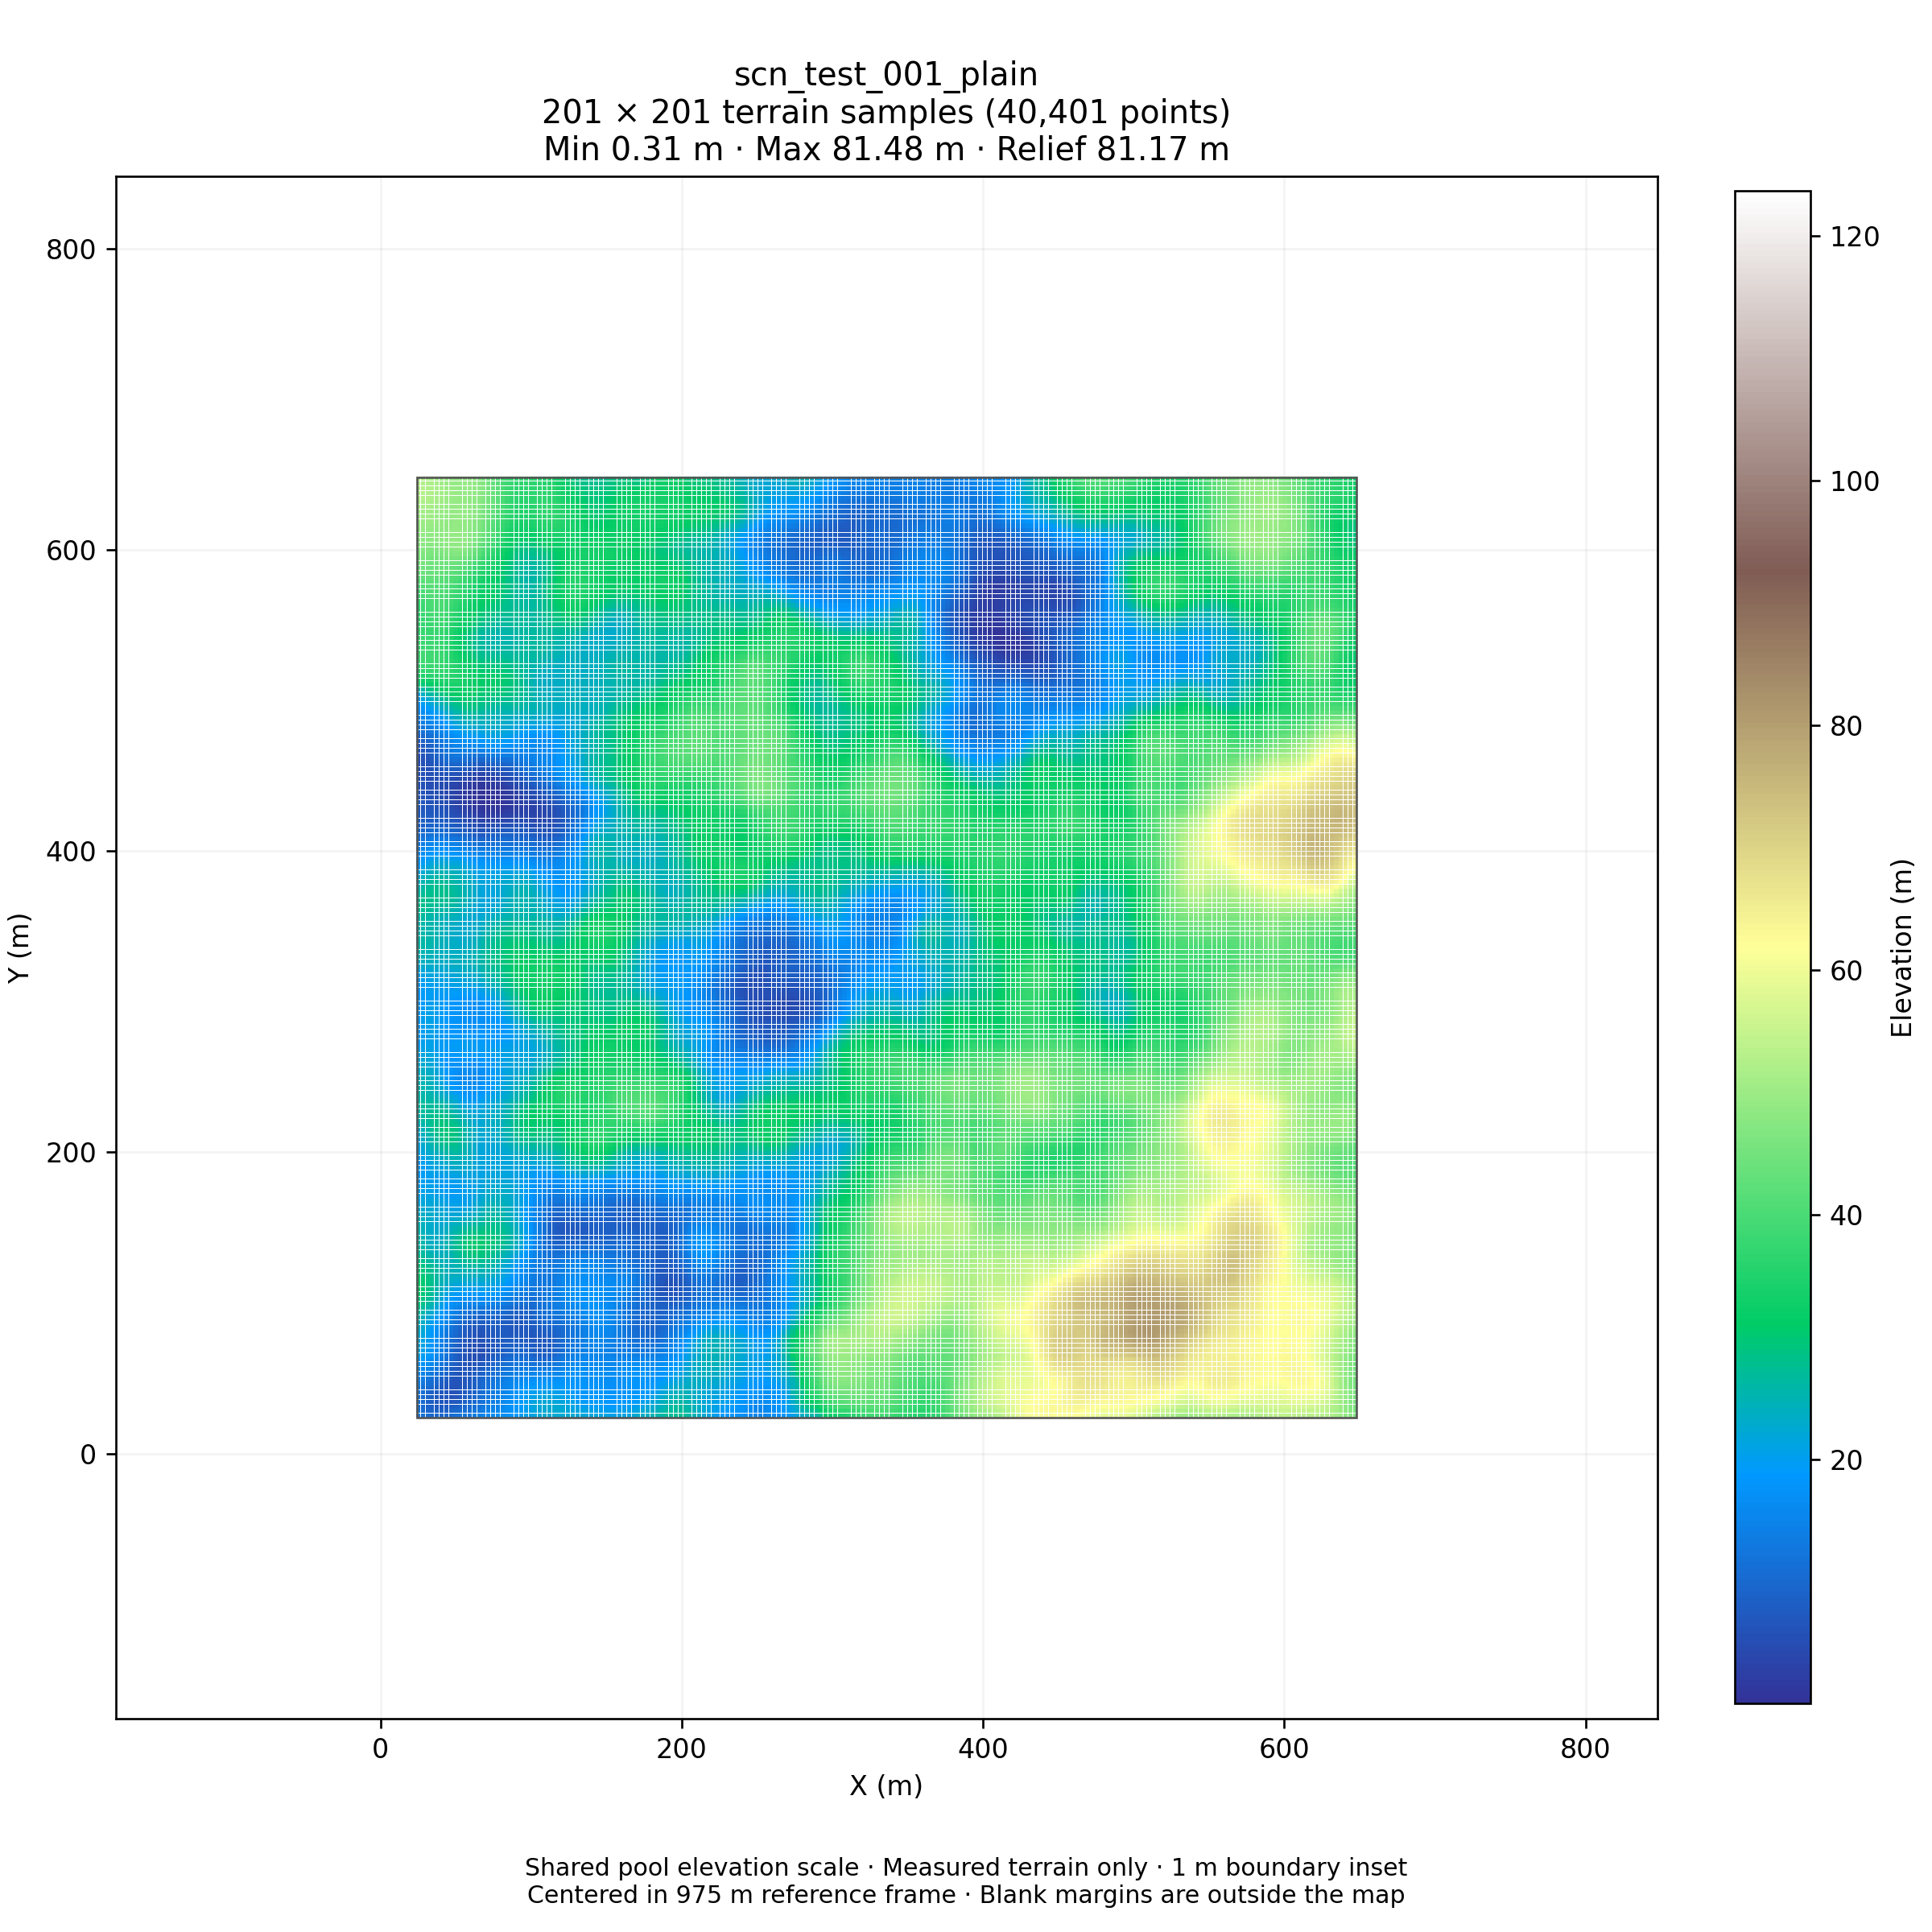 scn_test_001_plain
201 × 201 terrain samples (40,401 points)
Min 0.31 m · Max 81.48 m · Relief 81.17 m
800
600
400
200
0
Y (m)
0
200
400
600
800
X (m)
120
100
80
60
40
20
Elevation (m)
Shared pool elevation scale · Measured terrain only · 1 m boundary inset
Centered in 975 m reference frame · Blank margins are outside the map